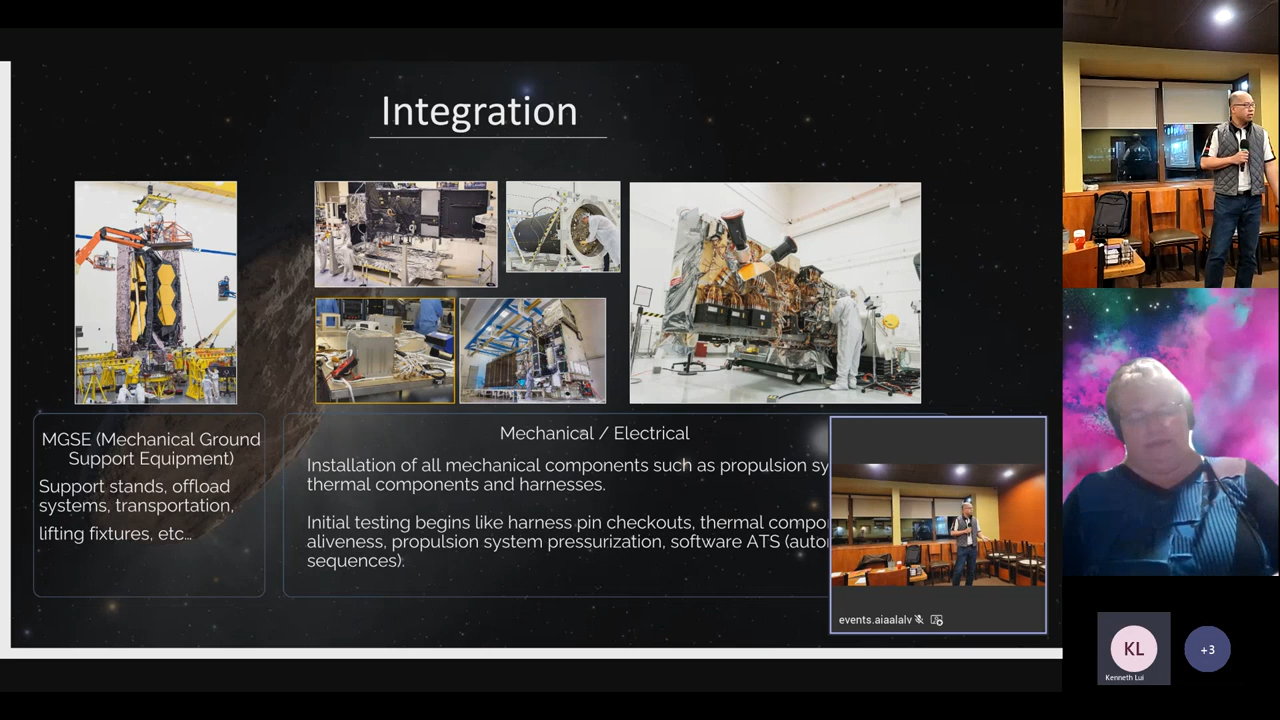 Integration
MGSE (Mechanical Ground
Support Equipment)
Support stands, offload
systems, transportation,
lifting fixtures, etc...
Mechanical / Electrical
Installation of all mechanical components such as propulsion sy
thermal components and harnesses.
Initial testing begins like harness pin checkouts, thermal compo
aliveness, propulsion system pressurization, software ATS (auto
sequences).
events.aiaalalv
KL
Kenneth Lui
+3